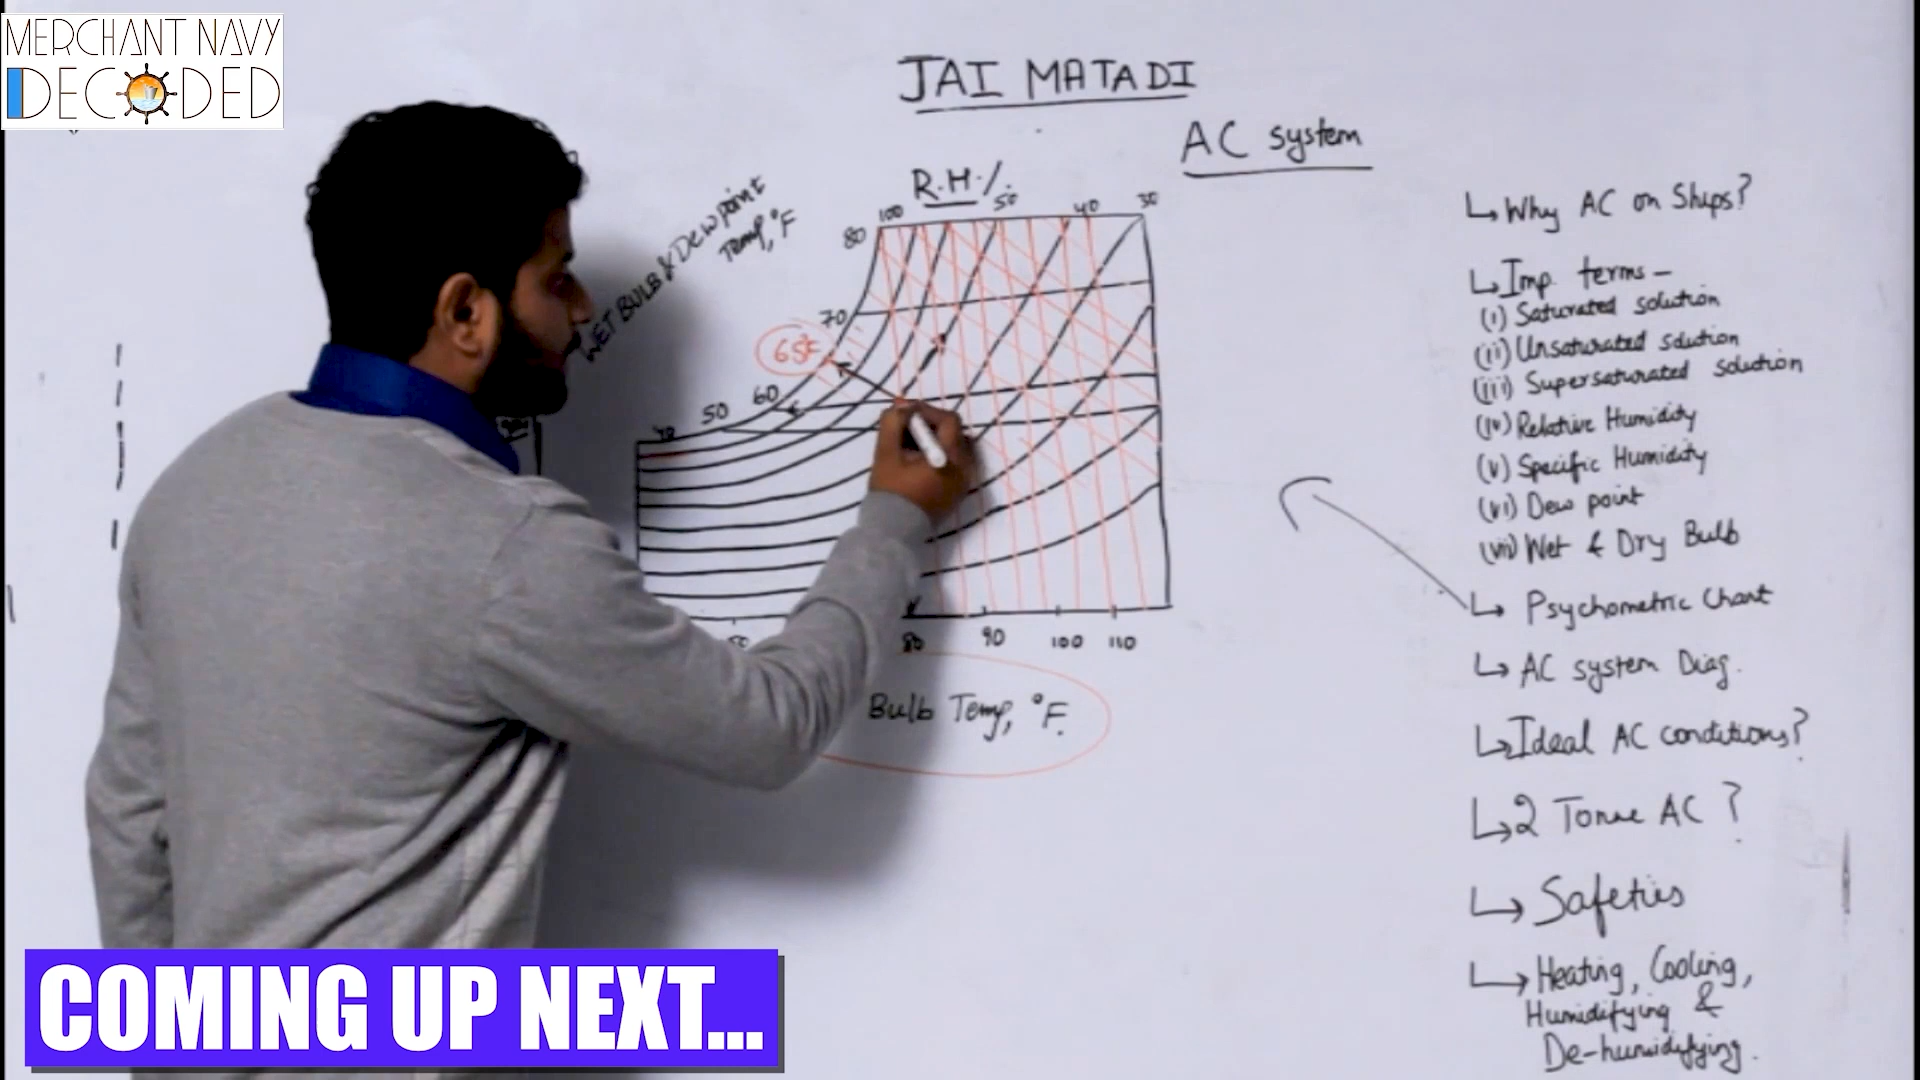 MERCHANT NAVY
DECODED
JAI MATADI
AC system
R.H./.
100 50 40 30
WET BULB & Dew point
Temp, °F
80
70
65°F
60
50
40
80 90 100 110
Bulb Temp, °F.
↳ Why AC on Ships?
↳ Imp. terms -
(i) Saturated solution
(ii) Unsaturated solution
(iii) Supersaturated solution
(iv) Relative Humidity
(v) Specific Humidity
(vi) Dew point
(vii) Wet & Dry Bulb
↳ Psychometric Chart
↳ AC system Diag.
↳ Ideal AC conditions?
↳ 2 Tonne AC ?
↳ Safeties
↳ Heating, Cooling,
Humidifying &
De-humidifying.
COMING UP NEXT...